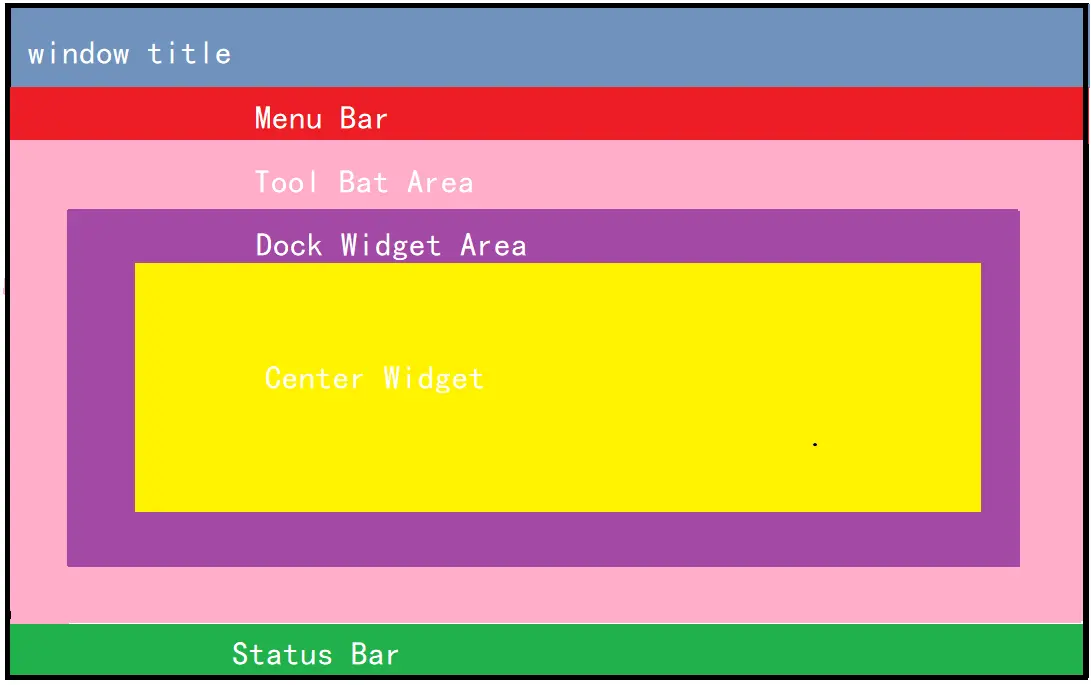 window title
Menu Bar
Tool Bat Area
Dock Widget Area
Center Widget
Status Bar